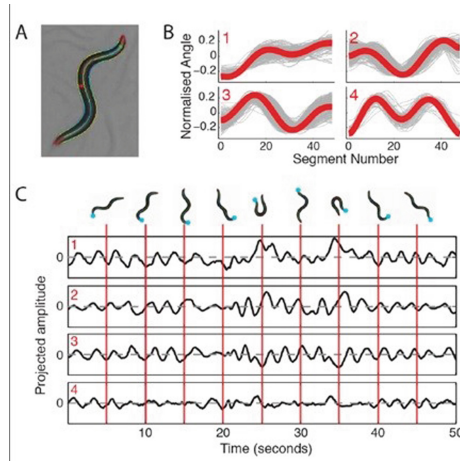 A
B
Normalised Angle
0.2
0
-0.2
0.2
0
-0.2
1
2
3
4
0 20 40
0 20 40
Segment Number
C
Projected amplitude
1
0
2
0
3
0
4
0
10 20 30 40 50
Time (seconds)